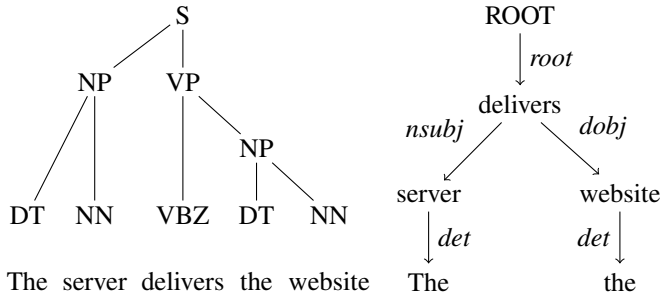 S ROOT
root
NP VP
delivers
nsubj dobj
NP
server website
DT NN VBZ DT NN
det det
The server delivers the website The the